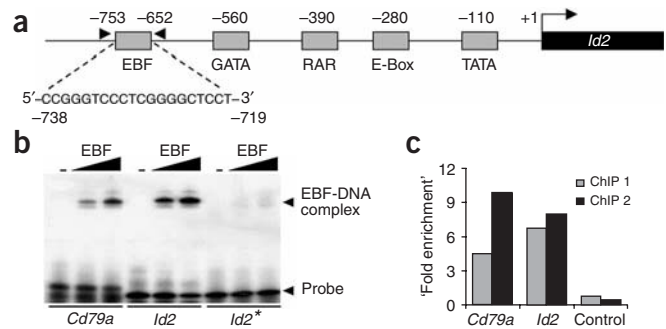 a
–753 –652 –560 –390 –280 –110 +1
EBF GATA RAR E-Box TATA Id2
5′–CCGGGTCCCTCGGGGCTCCT–3′
–738 –719
b
EBF EBF EBF
– – –
EBF-DNA
complex
Probe
Cd79a Id2 Id2*
c
'Fold enrichment'
12
9
6
3
0
ChIP 1
ChIP 2
Cd79a Id2 Control